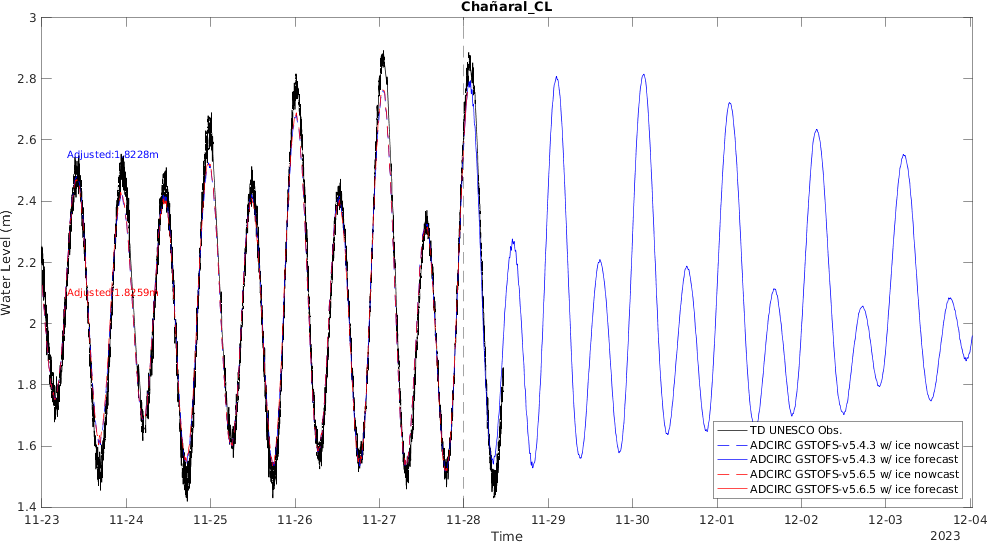 Chañaral_CL
3
2.8
2.6
2.4
2.2
2
1.8
1.6
1.4
Water Level (m)
Adjusted:1.8228m
Adjusted:1.8259m
TD UNESCO Obs.
ADCIRC GSTOFS-v5.4.3 w/ ice nowcast
ADCIRC GSTOFS-v5.4.3 w/ ice forecast
ADCIRC GSTOFS-v5.6.5 w/ ice nowcast
ADCIRC GSTOFS-v5.6.5 w/ ice forecast
11-23 11-24 11-25 11-26 11-27 11-28 11-29 11-30 12-01 12-02 12-03 12-04
Time
2023